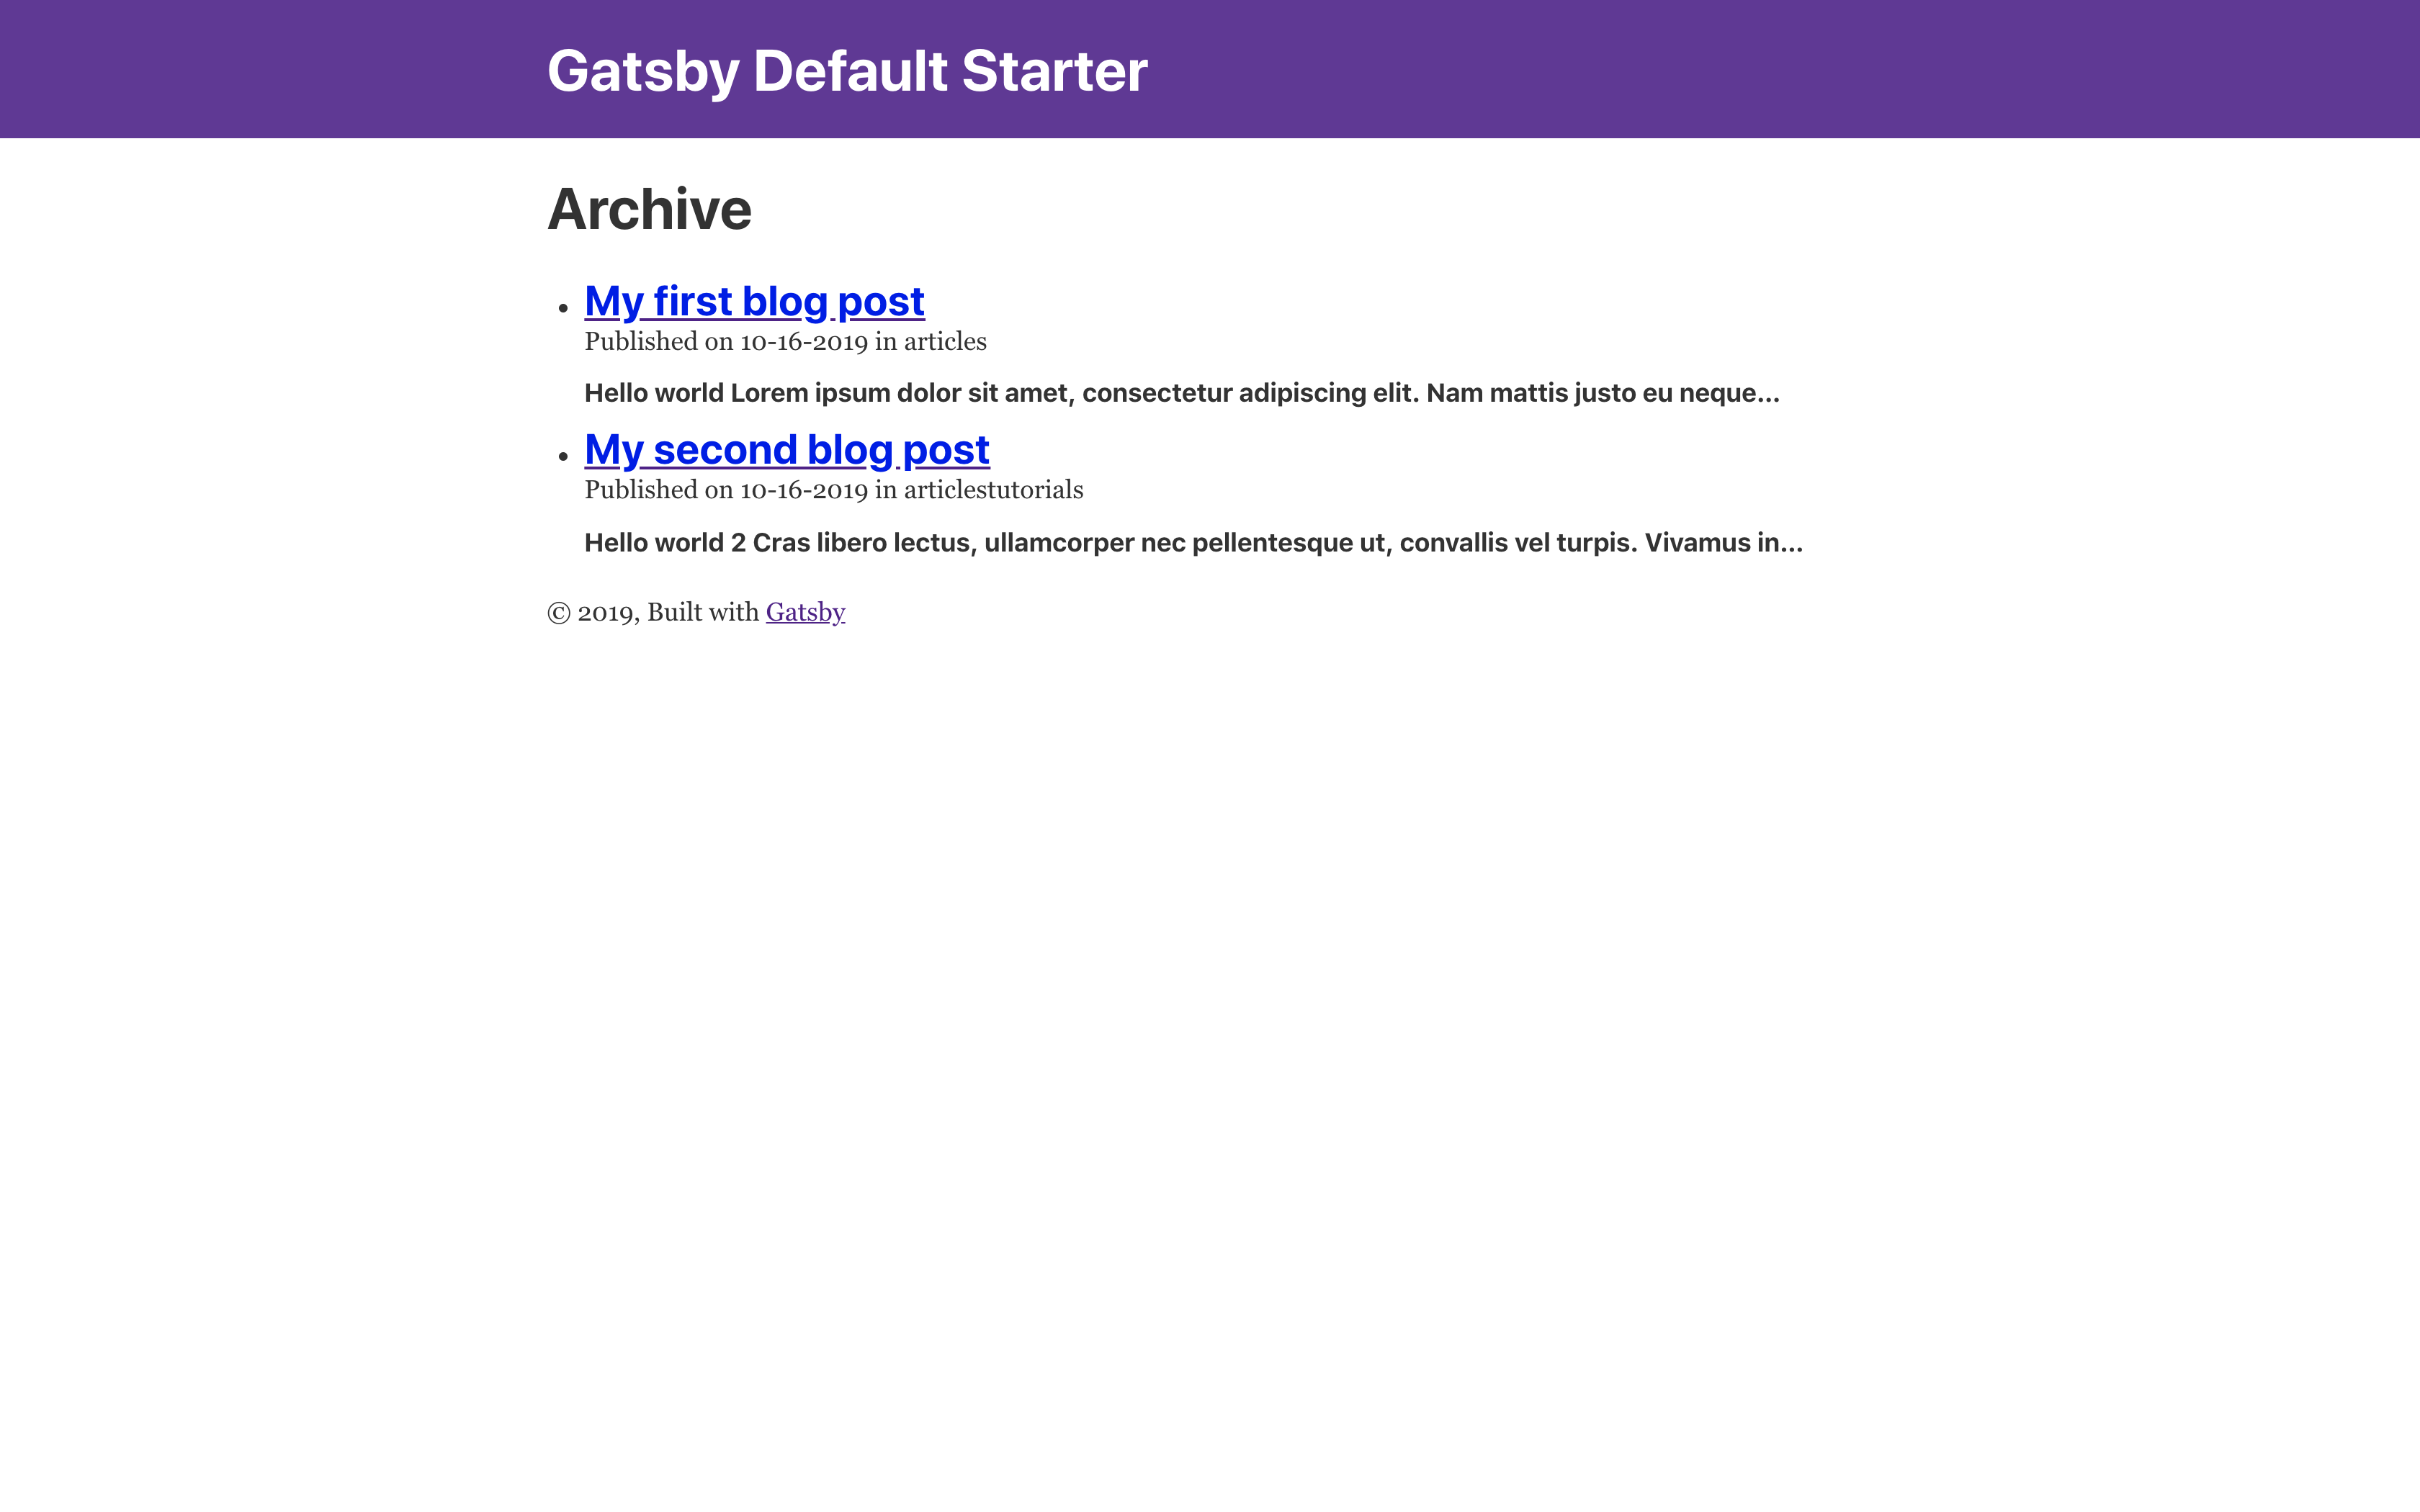 Gatsby Default Starter
Archive
• My first blog post
Published on 10-16-2019 in articles
Hello world Lorem ipsum dolor sit amet, consectetur adipiscing elit. Nam mattis justo eu neque...
• My second blog post
Published on 10-16-2019 in articlestutorials
Hello world 2 Cras libero lectus, ullamcorper nec pellentesque ut, convallis vel turpis. Vivamus in...
© 2019, Built with Gatsby